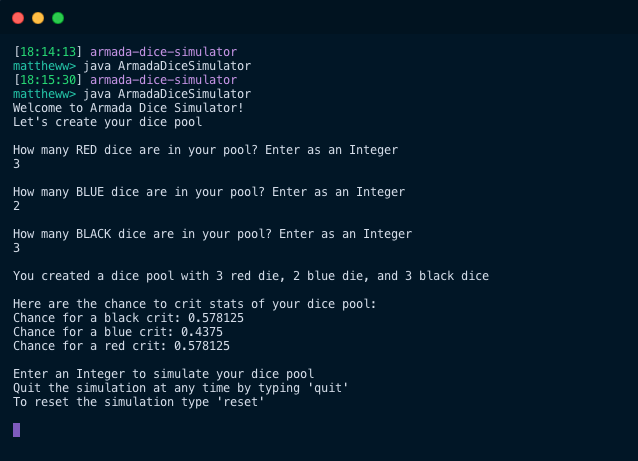 [18:14:13] armada-dice-simulator
mattheww> java ArmadaDiceSimulator
[18:15:30] armada-dice-simulator
mattheww> java ArmadaDiceSimulator
Welcome to Armada Dice Simulator!
Let's create your dice pool
How many RED dice are in your pool? Enter as an Integer
3
How many BLUE dice are in your pool? Enter as an Integer
2
How many BLACK dice are in your pool? Enter as an Integer
3
You created a dice pool with 3 red die, 2 blue die, and 3 black dice
Here are the chance to crit stats of your dice pool:
Chance for a black crit: 0.578125
Chance for a blue crit: 0.4375
Chance for a red crit: 0.578125
Enter an Integer to simulate your dice pool
Quit the simulation at any time by typing 'quit'
To reset the simulation type 'reset'